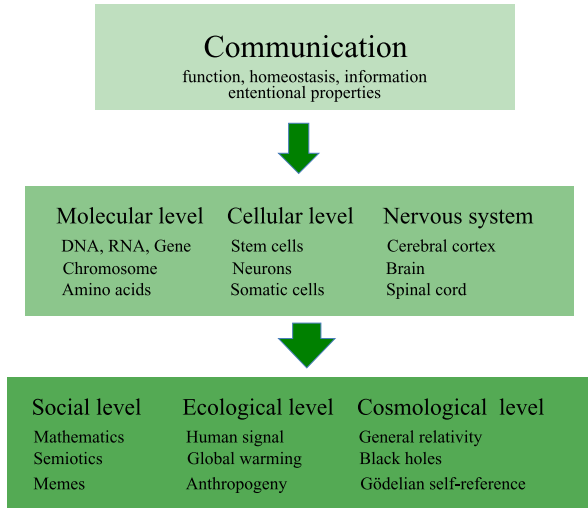 Communication
function, homeostasis, information
ententional properties
Molecular level
DNA, RNA, Gene
Chromosome
Amino acids
Cellular level
Stem cells
Neurons
Somatic cells
Nervous system
Cerebral cortex
Brain
Spinal cord
Social level
Mathematics
Semiotics
Memes
Ecological level
Human signal
Global warming
Anthropogeny
Cosmological level
General relativity
Black holes
Gödelian self-reference